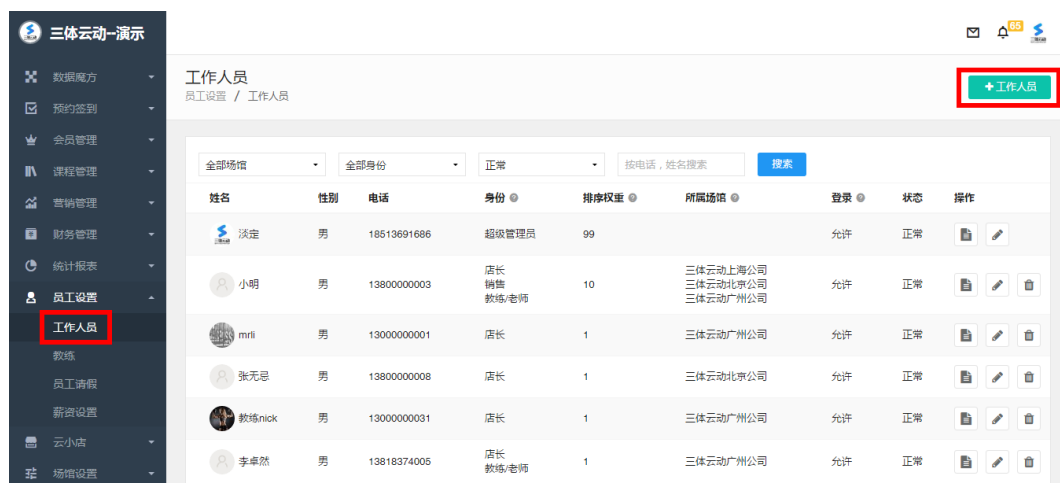 三体云动--演示
65
数据魔方
工作人员
+工作人员
预约签到
员工设置 / 工作人员
会员管理
课程管理
全部场馆 全部身份 正常 按电话，姓名搜索 搜索
营销管理
姓名 性别 电话 身份 排序权重 所属场馆 登录 状态 操作
财务管理
淡定 男 18513691686 超级管理员 99 允许 正常
统计报表
员工设置
小明 男 13800000003 店长 销售 教练/老师 10 三体云动上海公司 三体云动北京公司 三体云动广州公司 允许 正常
工作人员
mrli 男 13000000001 店长 1 三体云动广州公司 允许 正常
教练
员工请假
张无忌 男 13800000008 店长 1 三体云动北京公司 允许 正常
薪资设置
教练nick 男 13000000031 店长 1 三体云动广州公司 允许 正常
云小店
李卓然 男 13818374005 店长 教练/老师 1 三体云动广州公司 允许 正常
场馆设置